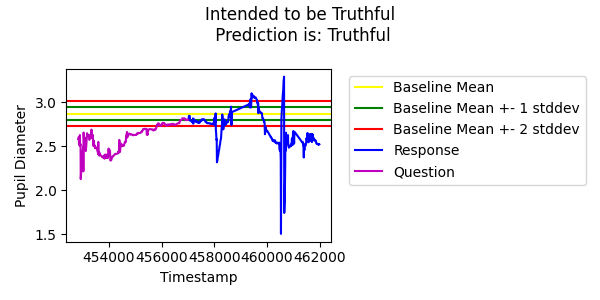 Intended to be Truthful
Prediction is: Truthful
Baseline Mean
Baseline Mean +- 1 stddev
Baseline Mean +- 2 stddev
Response
Question
Pupil Diameter
3.0
2.5
2.0
1.5
454000 456000 458000 460000 462000
Timestamp